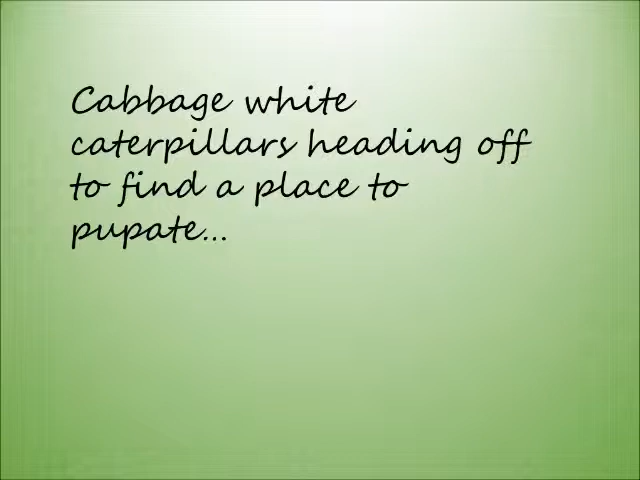 Cabbage white
caterpillars heading off
to find a place to
pupate...